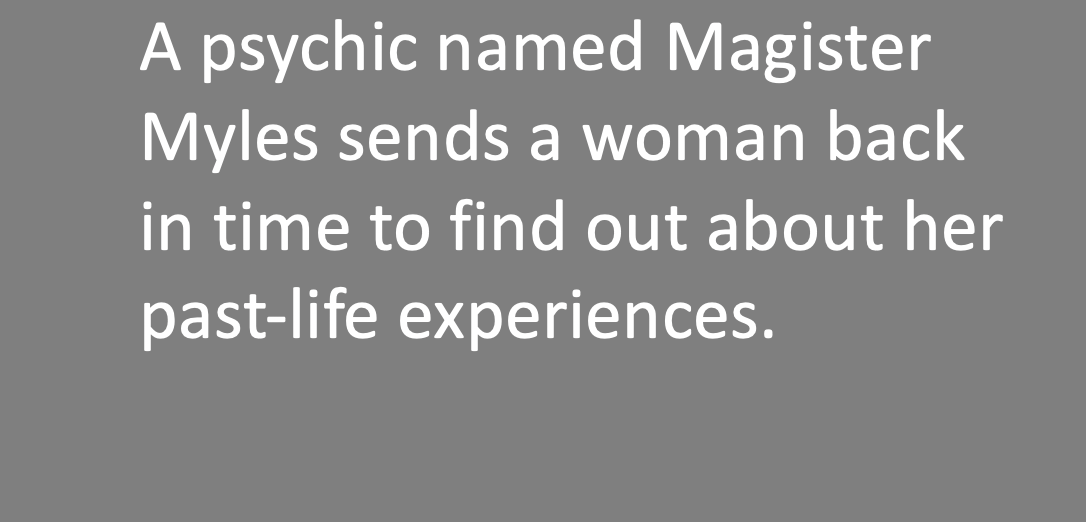 A psychic named Magister
Myles sends a woman back
in time to find out about her
past-life experiences.